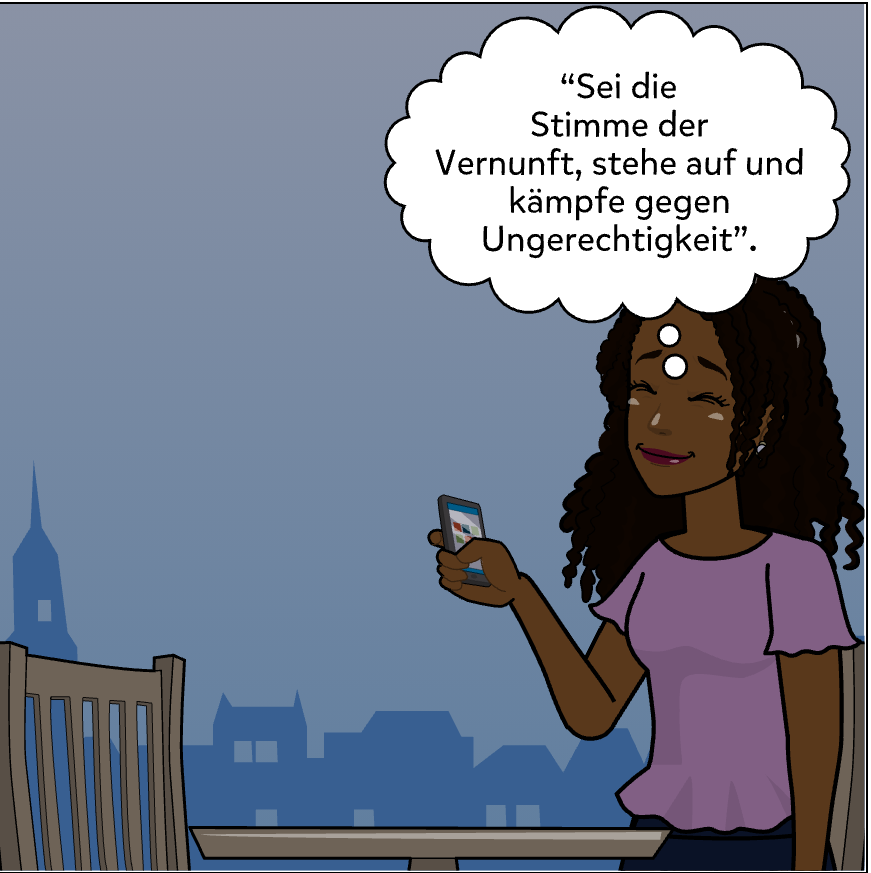 “Sei die
Stimme der
Vernunft, stehe auf und
kämpfe gegen
Ungerechtigkeit”.